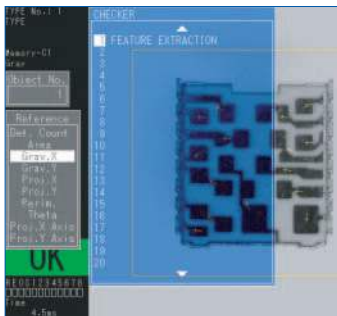 TYPE No.: 1
TYPE
Memory-C1
Gray
Object No.
1
Reference
Det. Count
Area
Grav.X
Grav.Y
Proj.X
Proj.Y
Perim.
Theta
Proj.X Axis
Proj.Y Axis
OK
REOS12345678
Time
4.5ms
CHECKER
1 FEATURE EXTRACTION
2
3
4
5
6
7
8
9
10
11
12
13
14
15
16
17
18
19
20